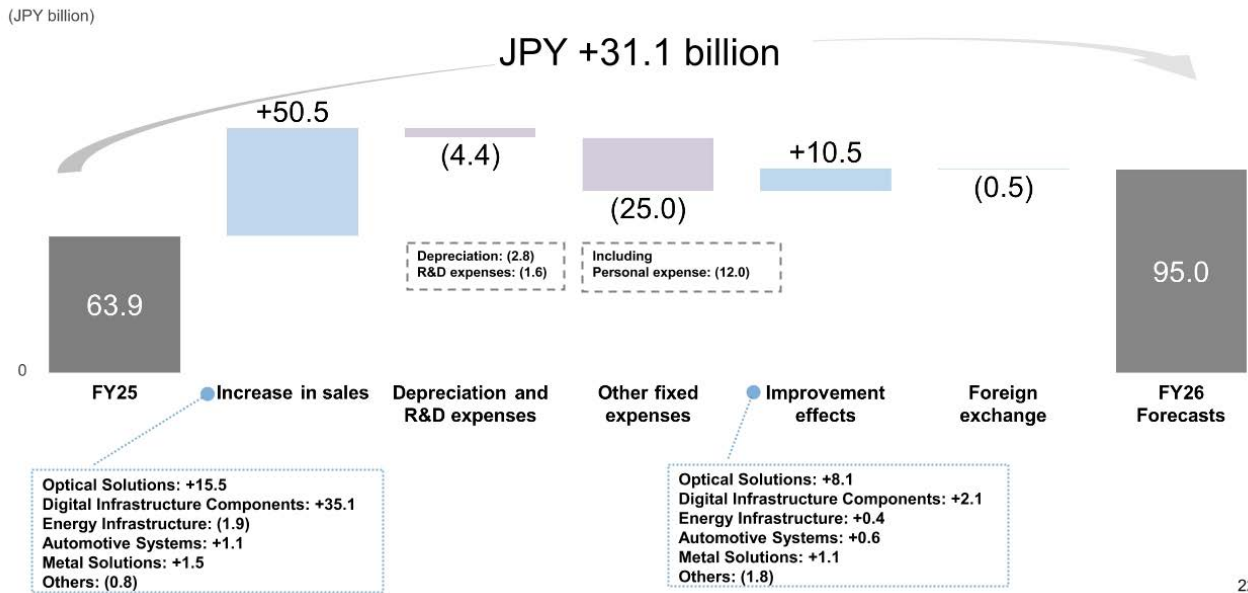 (JPY billion)
JPY +31.1 billion
+50.5
(4.4)
(25.0)
+10.5
(0.5)
63.9
95.0
Depreciation: (2.8)
R&D expenses: (1.6)
Including
Personal expense: (12.0)
0
FY25
Increase in sales
Depreciation and
R&D expenses
Other fixed
expenses
Improvement
effects
Foreign
exchange
FY26
Forecasts
Optical Solutions: +15.5
Digital Infrastructure Components: +35.1
Energy Infrastructure: (1.9)
Automotive Systems: +1.1
Metal Solutions: +1.5
Others: (0.8)
Optical Solutions: +8.1
Digital Infrastructure Components: +2.1
Energy Infrastructure: +0.4
Automotive Systems: +0.6
Metal Solutions: +1.1
Others: (1.8)